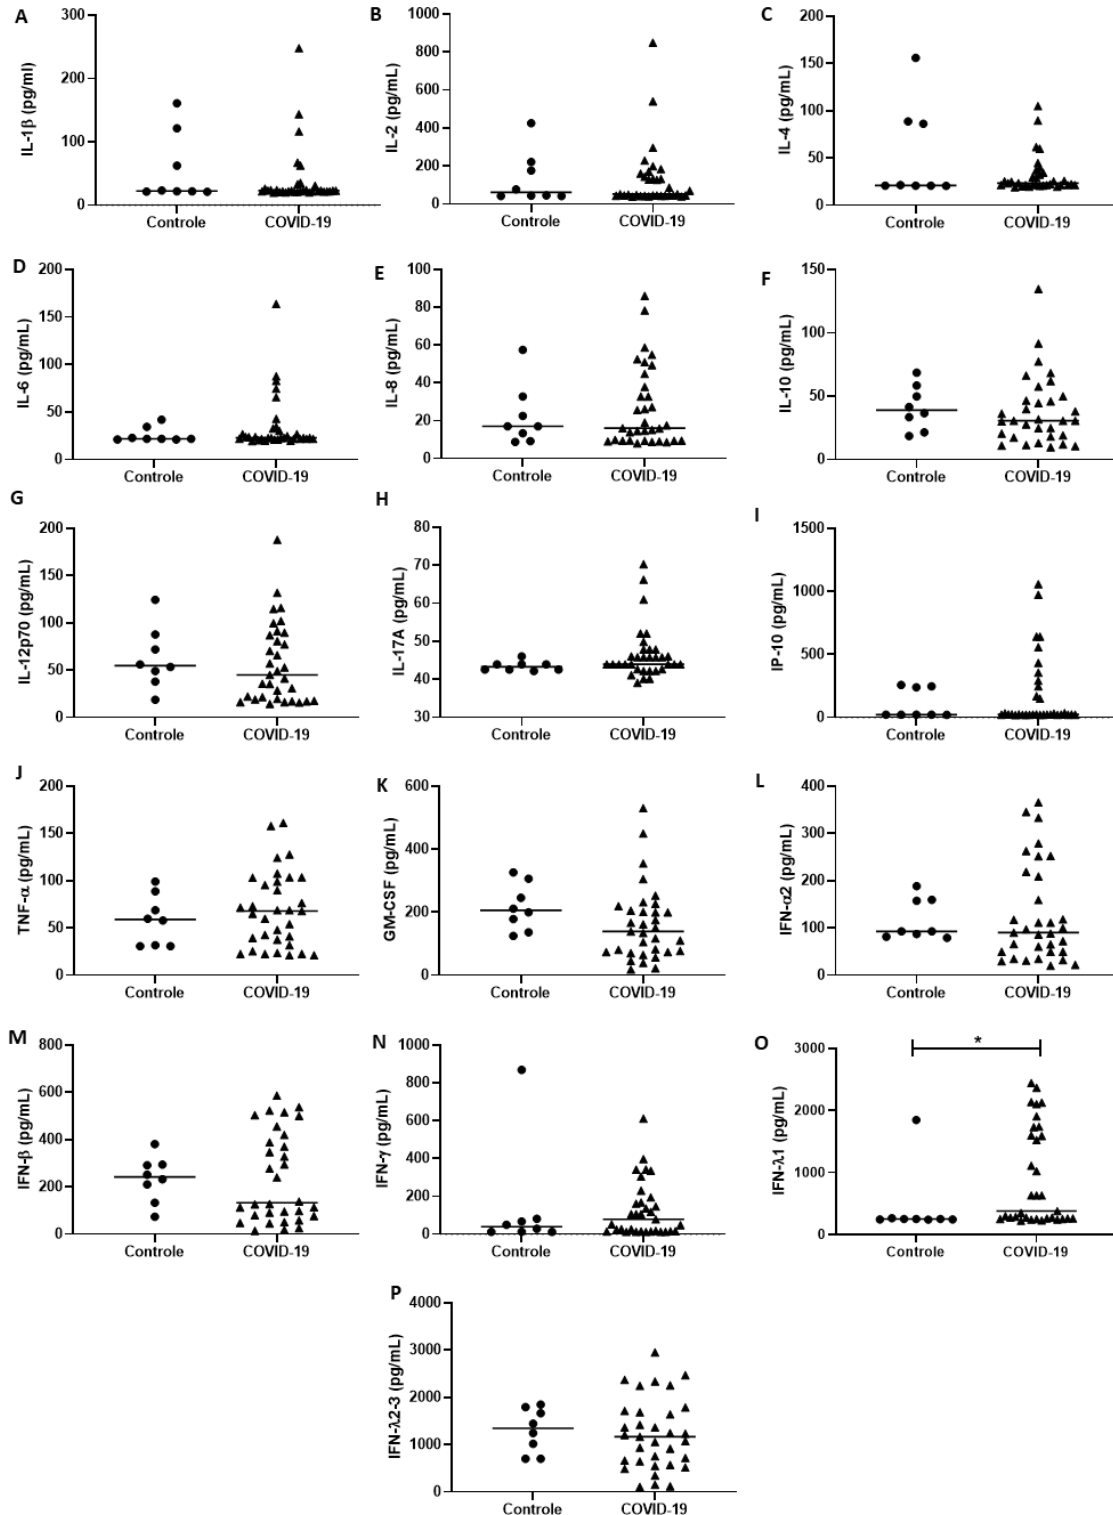 A
IL-1β (pg/ml)
300
200
100
0
Controle
COVID-19
B
IL-2 (pg/mL)
1000
800
600
400
200
0
Controle
COVID-19
C
IL-4 (pg/mL)
200
150
100
50
0
Controle
COVID-19
D
IL-6 (pg/mL)
200
150
100
50
0
Controle
COVID-19
E
IL-8 (pg/mL)
100
80
60
40
20
0
Controle
COVID-19
F
IL-10 (pg/mL)
150
100
50
0
Controle
COVID-19
G
IL-12p70 (pg/mL)
200
150
100
50
0
Controle
COVID-19
H
IL-17A (pg/mL)
80
70
60
50
40
30
Controle
COVID-19
I
IP-10 (pg/mL)
1500
1000
500
0
Controle
COVID-19
J
TNF-α (pg/mL)
200
150
100
50
0
Controle
COVID-19
K
GM-CSF (pg/mL)
600
400
200
0
Controle
COVID-19
L
IFN-α2 (pg/mL)
400
300
200
100
0
Controle
COVID-19
M
IFN-β (pg/mL)
800
600
400
200
0
Controle
COVID-19
N
IFN-γ (pg/mL)
1000
800
600
400
200
0
Controle
COVID-19
O
IFN-λ1 (pg/mL)
3000
2000
1000
0
*
Controle
COVID-19
P
IFN-λ2-3 (pg/mL)
4000
3000
2000
1000
0
Controle
COVID-19